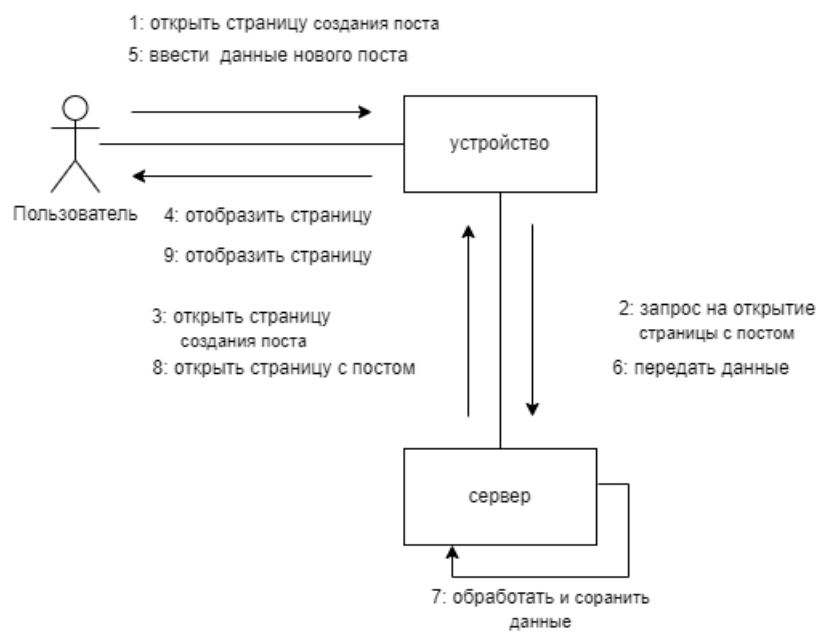 1: открыть страницу создания поста
5: ввести данные нового поста
устройство
Пользователь
4: отобразить страницу
9: отобразить страницу
3: открыть страницу
создания поста
8: открыть страницу с постом
2: запрос на открытие
страницы с постом
6: передать данные
сервер
7: обработать и соранить
данные